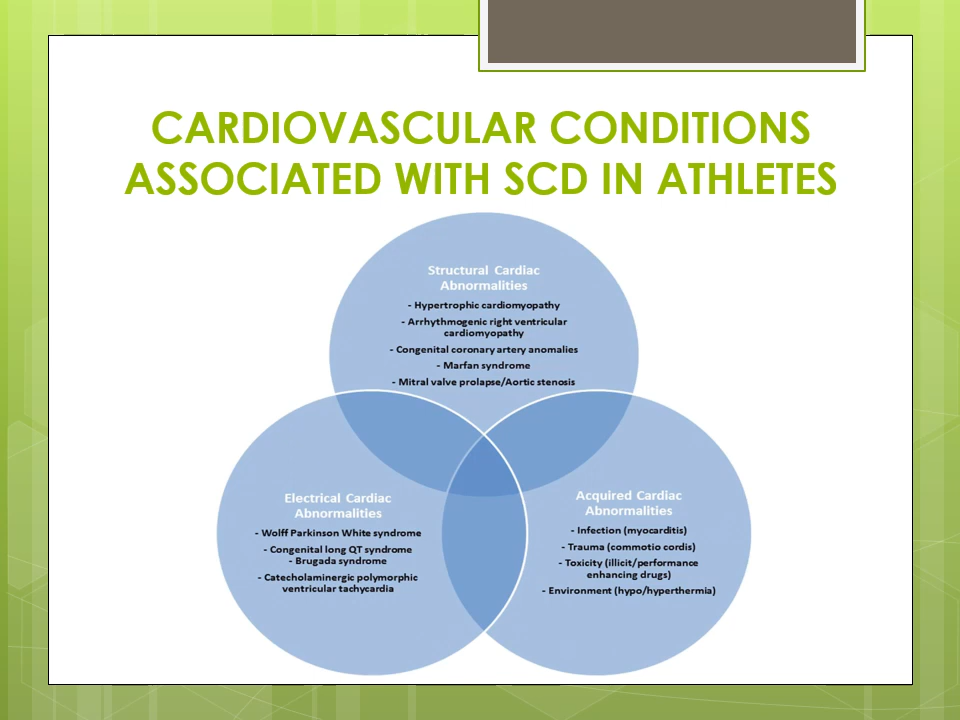 CARDIOVASCULAR CONDITIONS
ASSOCIATED WITH SCD IN ATHLETES
Structural Cardiac
Abnormalities
- Hypertrophic cardiomyopathy
- Arrhythmogenic right ventricular
cardiomyopathy
- Congenital coronary artery anomalies
- Marfan syndrome
- Mitral valve prolapse/Aortic stenosis
Electrical Cardiac
Abnormalities
- Wolff Parkinson White syndrome
- Congenital long QT syndrome
- Brugada syndrome
- Catecholaminergic polymorphic
ventricular tachycardia
Acquired Cardiac
Abnormalities
- Infection (myocarditis)
- Trauma (commotio cordis)
- Toxicity (illicit/performance
enhancing drugs)
- Environment (hypo/hyperthermia)